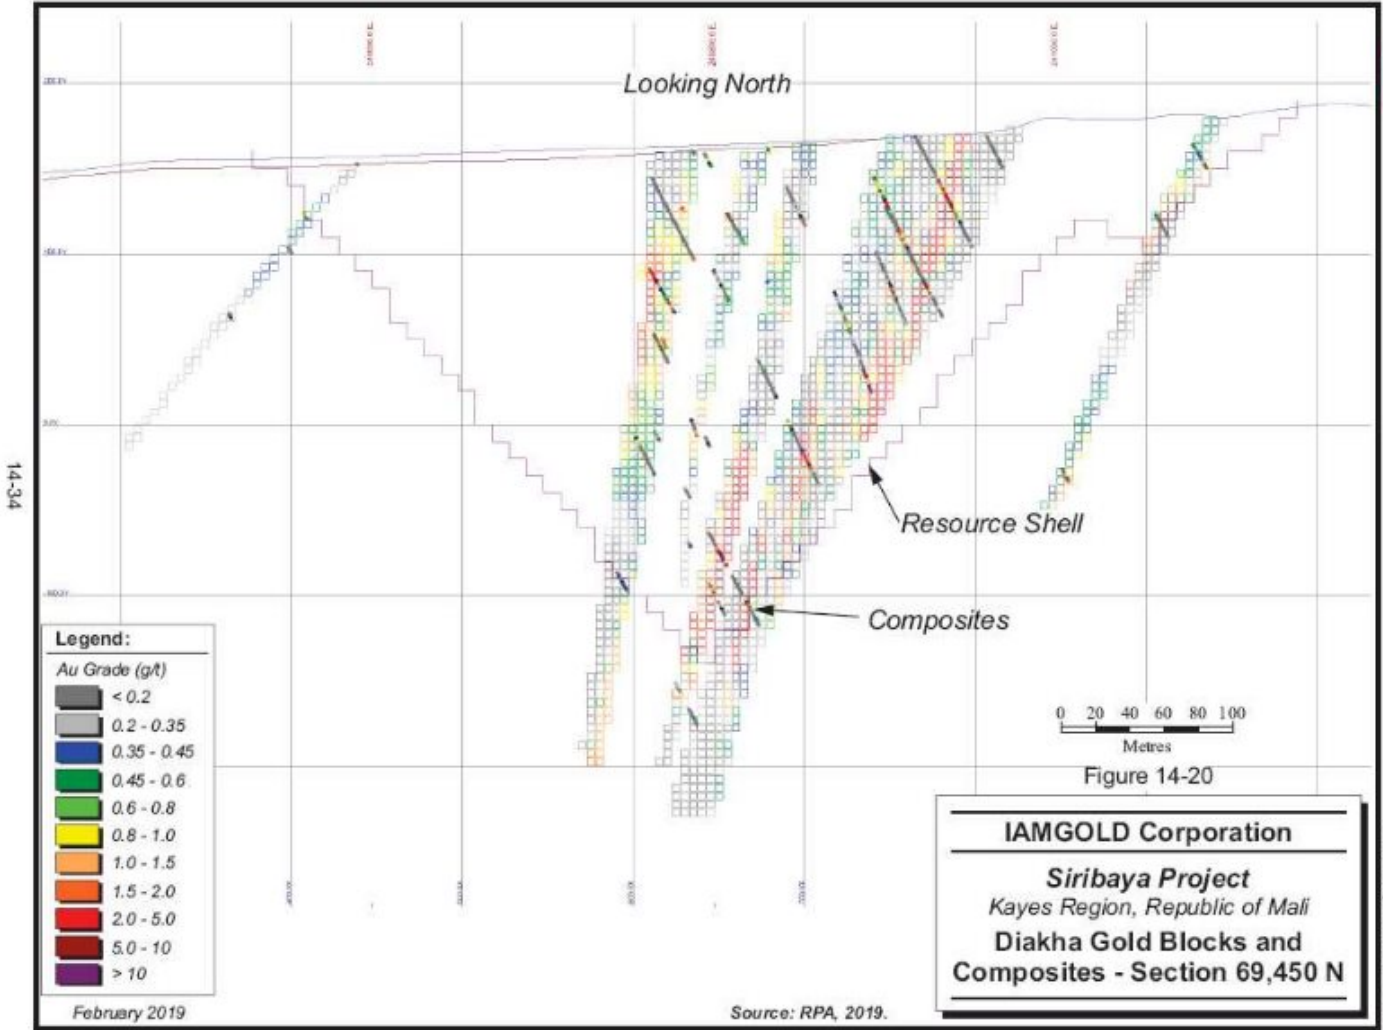 Looking North
14-34
Resource Shell
Composites
Legend:
Au Grade (g/t)
< 0.2
0.2 - 0.35
0.35 - 0.45
0.45 - 0.6
0.6 - 0.8
0.8 - 1.0
1.0 - 1.5
1.5 - 2.0
2.0 - 5.0
5.0 - 10
> 10
0 20 40 60 80 100
Metres
Figure 14-20
IAMGOLD Corporation
Siribaya Project
Kayes Region, Republic of Mali
Diakha Gold Blocks and
Composites - Section 69,450 N
February 2019
Source: RPA, 2019.